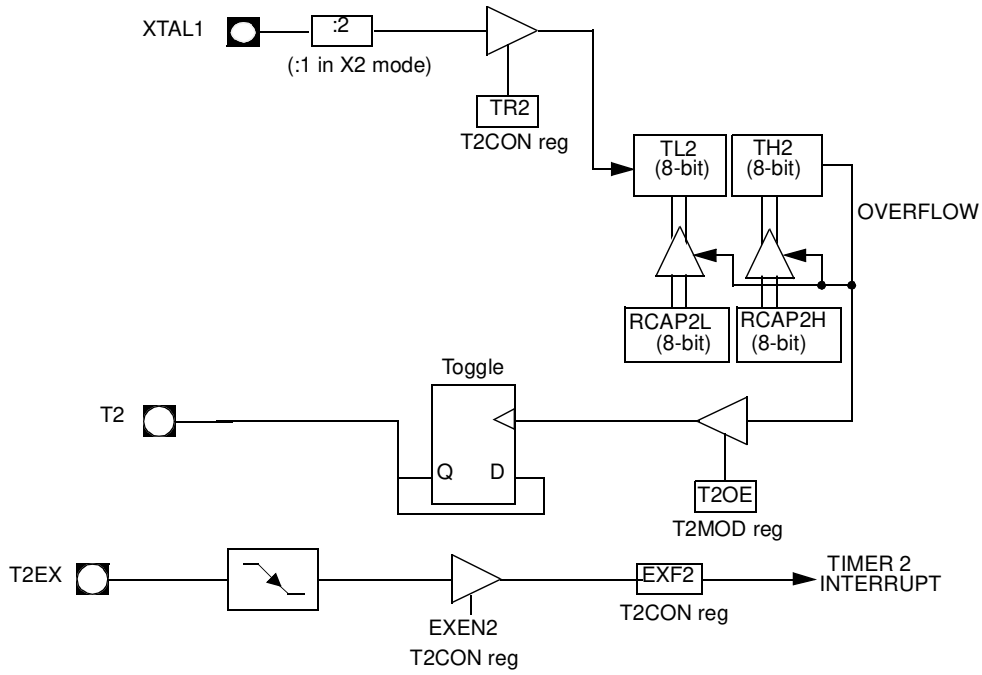 XTAL1
:2
(:1 in X2 mode)
TR2
T2CON reg
TL2
(8-bit)
TH2
(8-bit)
OVERFLOW
RCAP2L
(8-bit)
RCAP2H
(8-bit)
Toggle
T2
Q
D
T2OE
T2MOD reg
T2EX
EXEN2
T2CON reg
EXF2
T2CON reg
TIMER 2
INTERRUPT